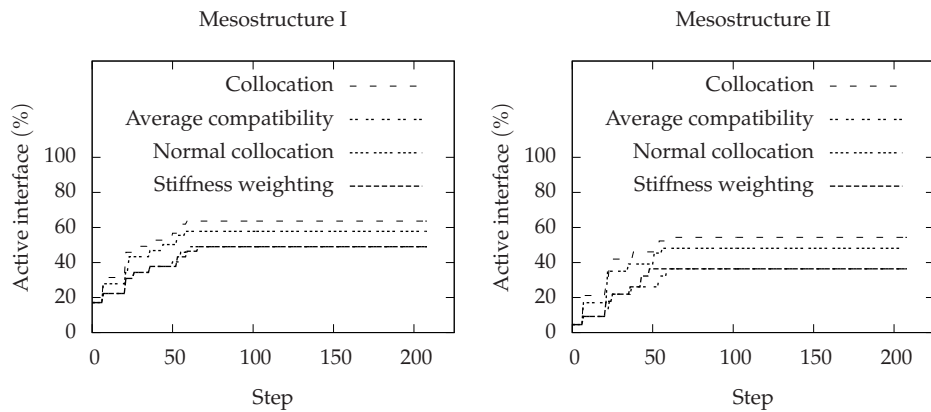 Mesostructure I
Active interface (%)
Collocation
Average compatibility
Normal collocation
Stiffness weighting
100
80
60
40
20
0
0 50 100 150 200
Step
Mesostructure II
Active interface (%)
Collocation
Average compatibility
Normal collocation
Stiffness weighting
100
80
60
40
20
0
0 50 100 150 200
Step